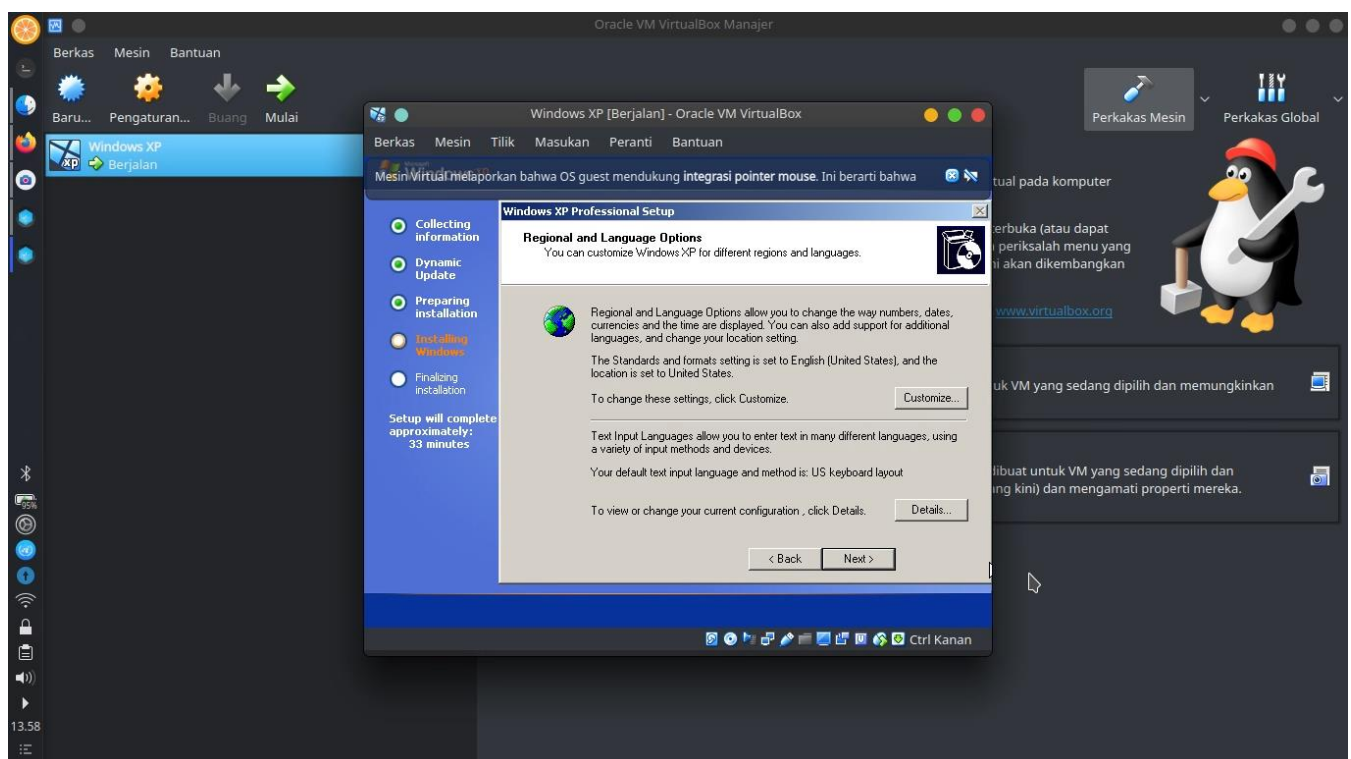 Oracle VM VirtualBox Manajer
Berkas Mesin Bantuan
Baru... Pengaturan... Buang Mulai
Perkakas Mesin Perkakas Global
Windows XP
Berjalan
Windows XP [Berjalan] - Oracle VM VirtualBox
Berkas Mesin Tilik Masukan Peranti Bantuan
Mesin Virtual melaporkan bahwa OS guest mendukung integrasi pointer mouse. Ini berarti bahwa
Collecting
information
Dynamic
Update
Preparing
installation
Installing
Windows
Finalizing
installation
Setup will complete
approximately:
33 minutes
Windows XP Professional Setup
Regional and Language Options
You can customize Windows XP for different regions and languages.
Regional and Language Options allow you to change the way numbers, dates,
currencies and the time are displayed. You can also add support for additional
languages, and change your location setting.
The Standards and formats setting is set to English (United States), and the
location is set to United States.
To change these settings, click Customize.
Customize...
Text Input Languages allow you to enter text in many different languages, using
a variety of input methods and devices.
Your default text input language and method is: US keyboard layout
To view or change your current configuration , click Details.
Details...
< Back Next >
Ctrl Kanan
tual pada komputer
terbuka (atau dapat
periksalah menu yang
ni akan dikembangkan
www.virtualbox.org
uk VM yang sedang dipilih dan memungkinkan
dibuat untuk VM yang sedang dipilih dan
ng kini) dan mengamati properti mereka.
95%
13.58